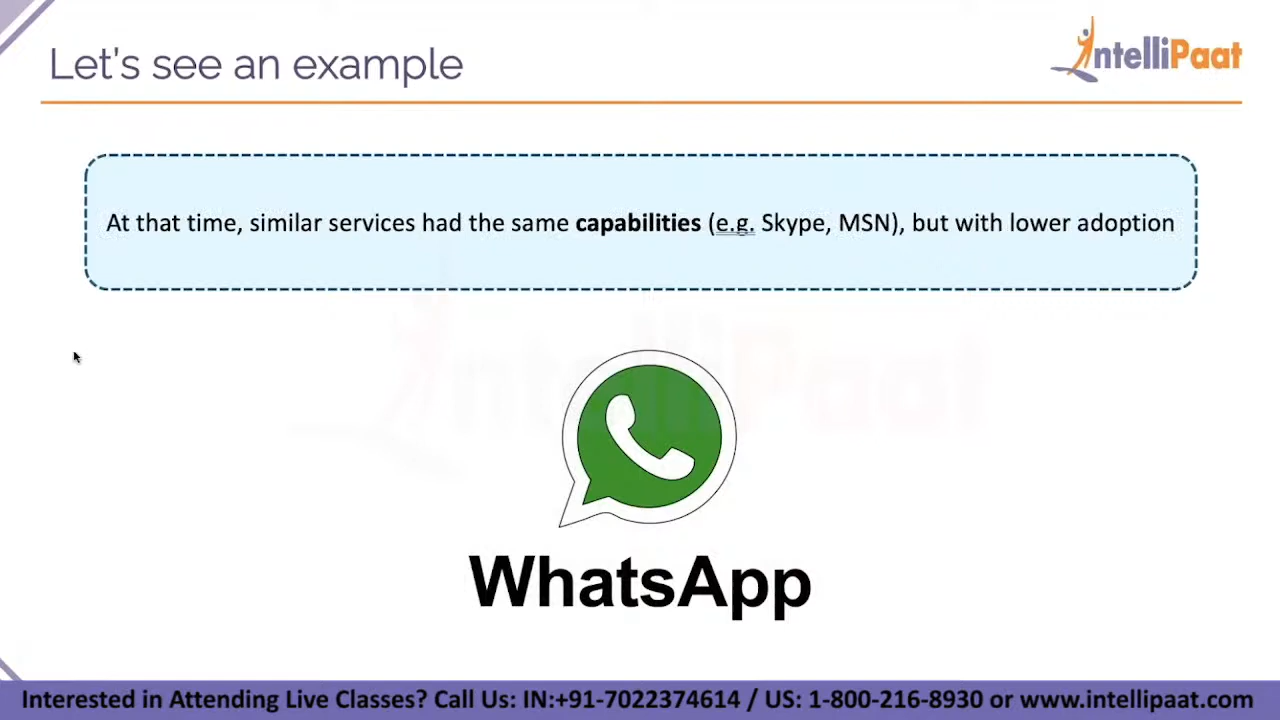 Let's see an example
IntelliPaat
At that time, similar services had the same capabilities (e.g. Skype, MSN), but with lower adoption
IntelliPaat
WhatsApp
Interested in Attending Live Classes? Call Us: IN:+91-7022374614 / US: 1-800-216-8930 or www.intellipaat.com